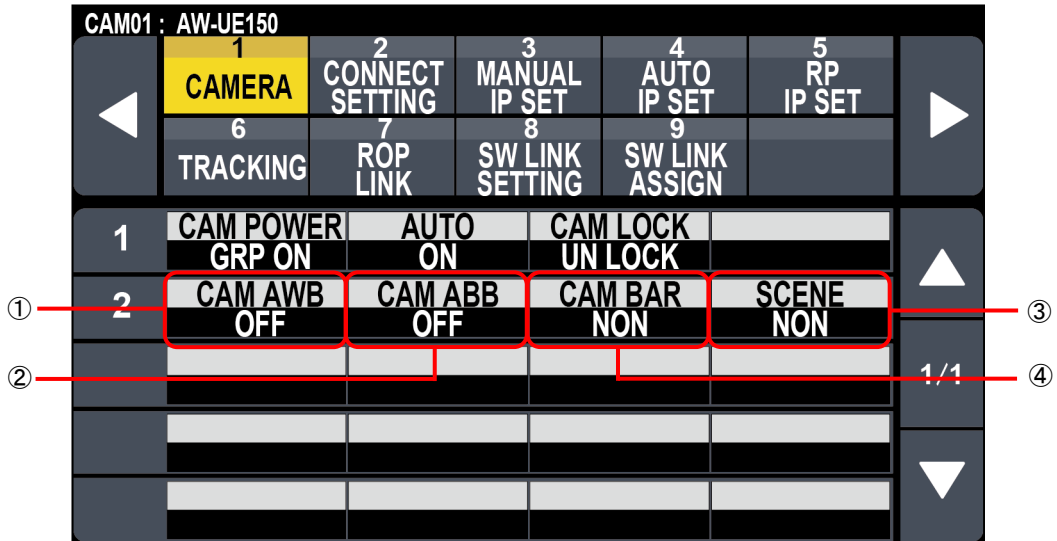 CAM01 : AW-UE150
1
CAMERA
2
CONNECT
SETTING
3
MANUAL
IP SET
4
AUTO
IP SET
5
RP
IP SET
6
TRACKING
7
ROP
LINK
8
SW LINK
SETTING
9
SW LINK
ASSIGN
1
CAM POWER
GRP ON
AUTO
ON
CAM LOCK
UN LOCK
①
2
CAM AWB
OFF
CAM ABB
OFF
CAM BAR
NON
SCENE
NON
③
②
1/1
④